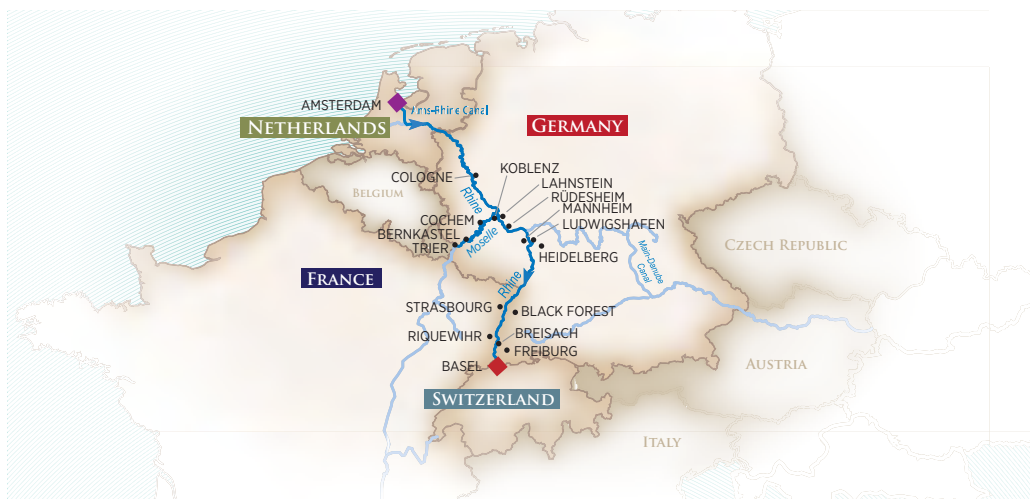 AMSTERDAM
Ams-Rhine Canal
NETHERLANDS
GERMANY
KOBLENZ
COLOGNE
LAHNSTEIN
BELGIUM
Rhine
RÜDESHEIM
MANNHEIM
COCHEM
LUDWIGSHAFEN
BERNKASTEL
Moselle
TRIER
HEIDELBERG
CZECH REPUBLIC
Main-Danube
Canal
FRANCE
Rhine
STRASBOURG
BLACK FOREST
RIQUEWIHR
BREISACH
FREIBURG
BASEL
AUSTRIA
SWITZERLAND
ITALY